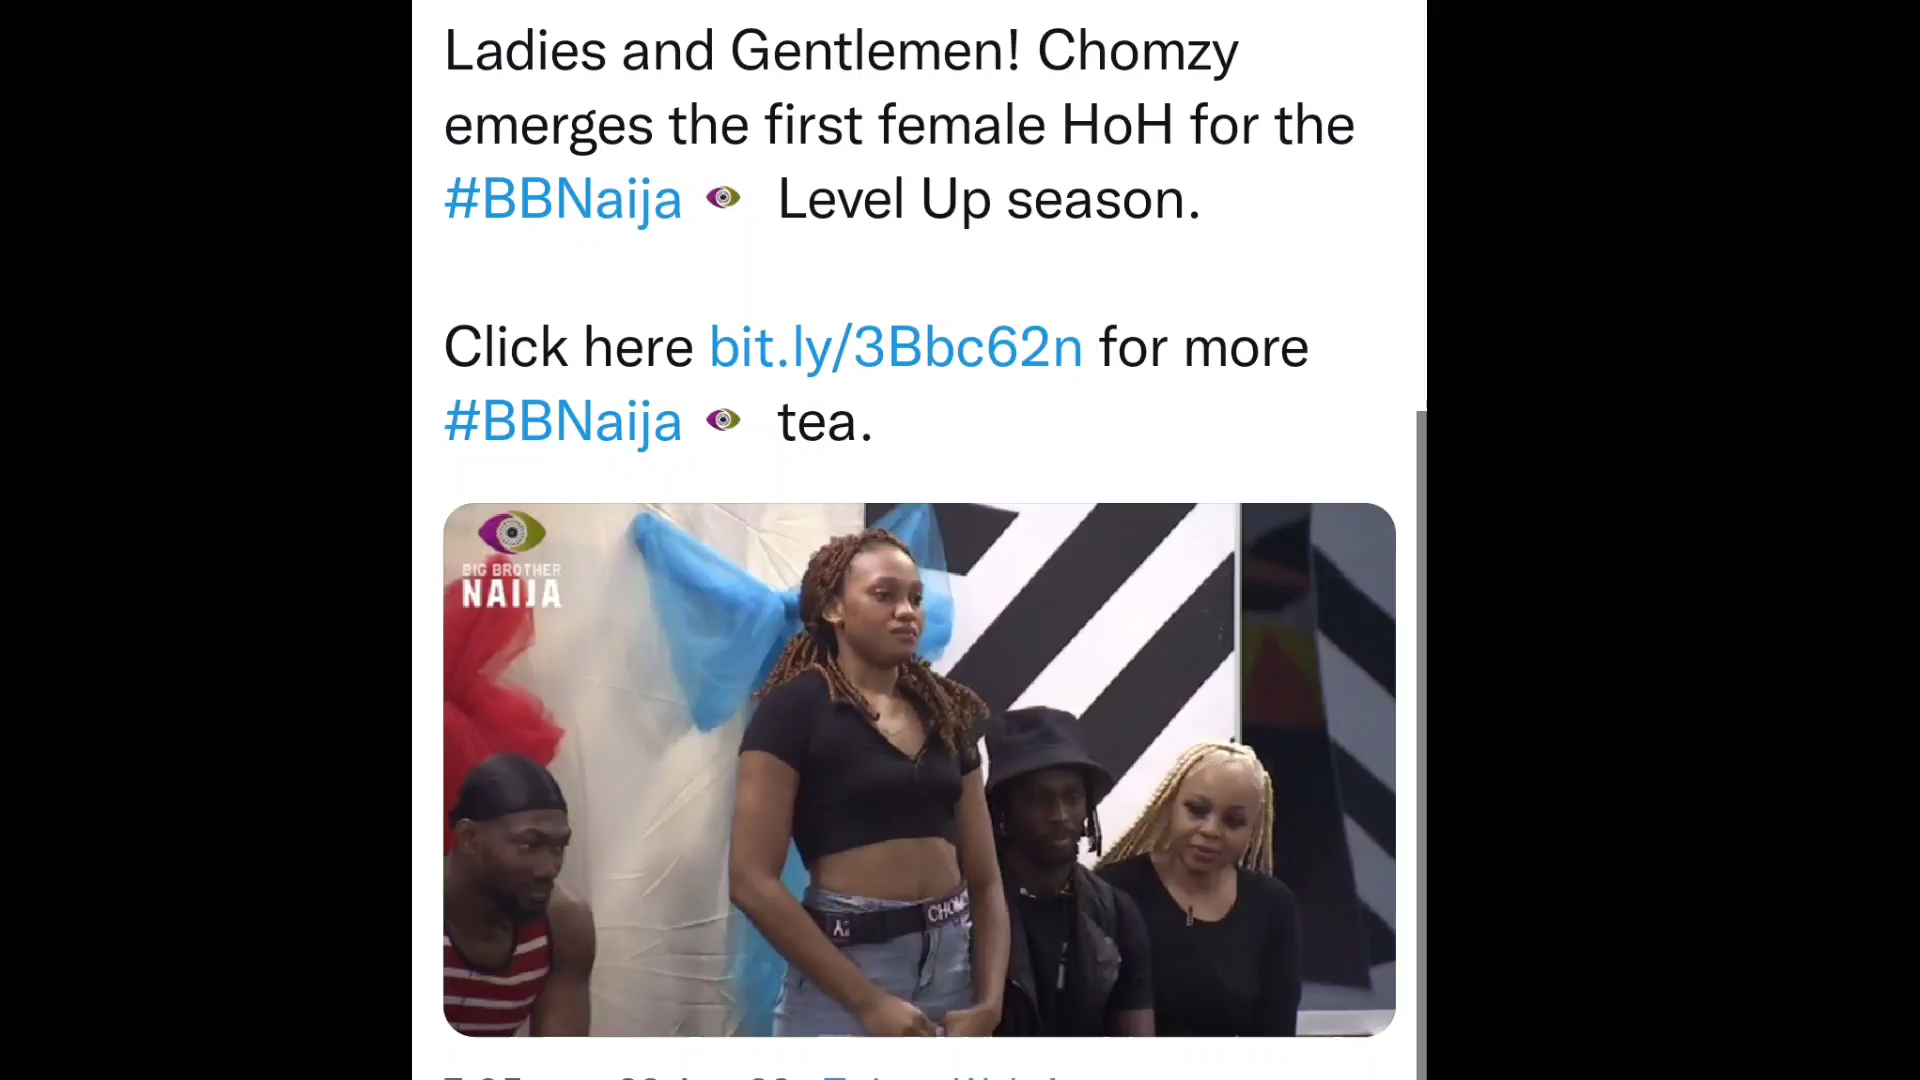 Ladies and Gentlemen! Chomzy
emerges the first female HoH for the
#BBNaija Level Up season.
Click here bit.ly/3Bbc62n for more
#BBNaija tea.
BIG BROTHER
NAIJA